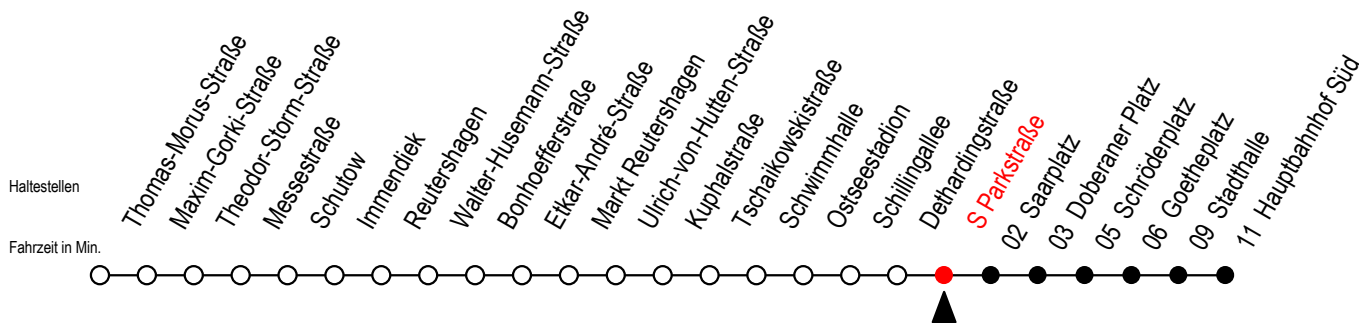 Haltestellen
Fahrzeit in Min.
Thomas-Morus-Straße
Maxim-Gorki-Straße
Theodor-Storm-Straße
Messestraße
Schutow
Immendiek
Reutershagen
Walter-Husemann-Straße
Bonhoefferstraße
Etkar-André-Straße
Markt Reutershagen
Ulrich-von-Hutten-Straße
Kuphalstraße
Tschaikowskistraße
Schwimmhalle
Ostseestadion
Schillingallee
Dethardingstraße
S Parkstraße
02 Saarplatz
03 Doberaner Platz
05 Schröderplatz
06 Goetheplatz
09 Stadthalle
11 Hauptbahnhof Süd